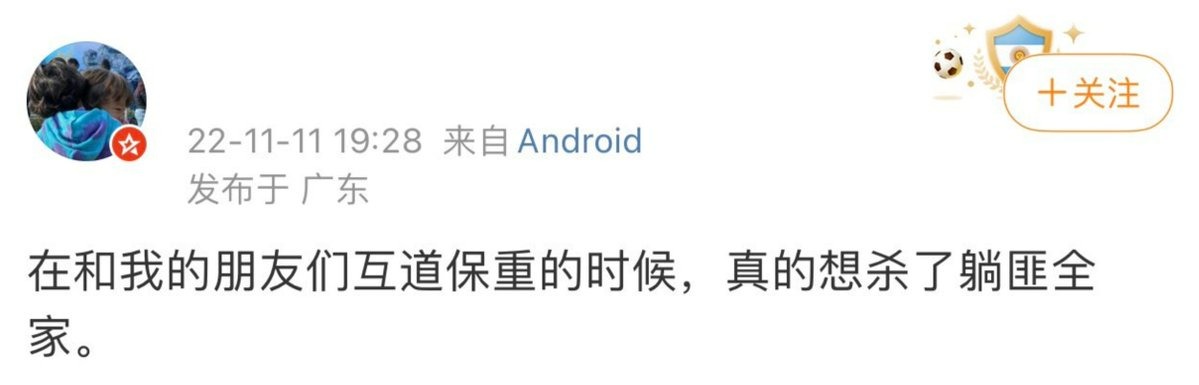 22-11-11 19:28 来自 Android
发布于 广东
+关注
在和我的朋友们互道保重的时候，真的想杀了躺匪全
家。